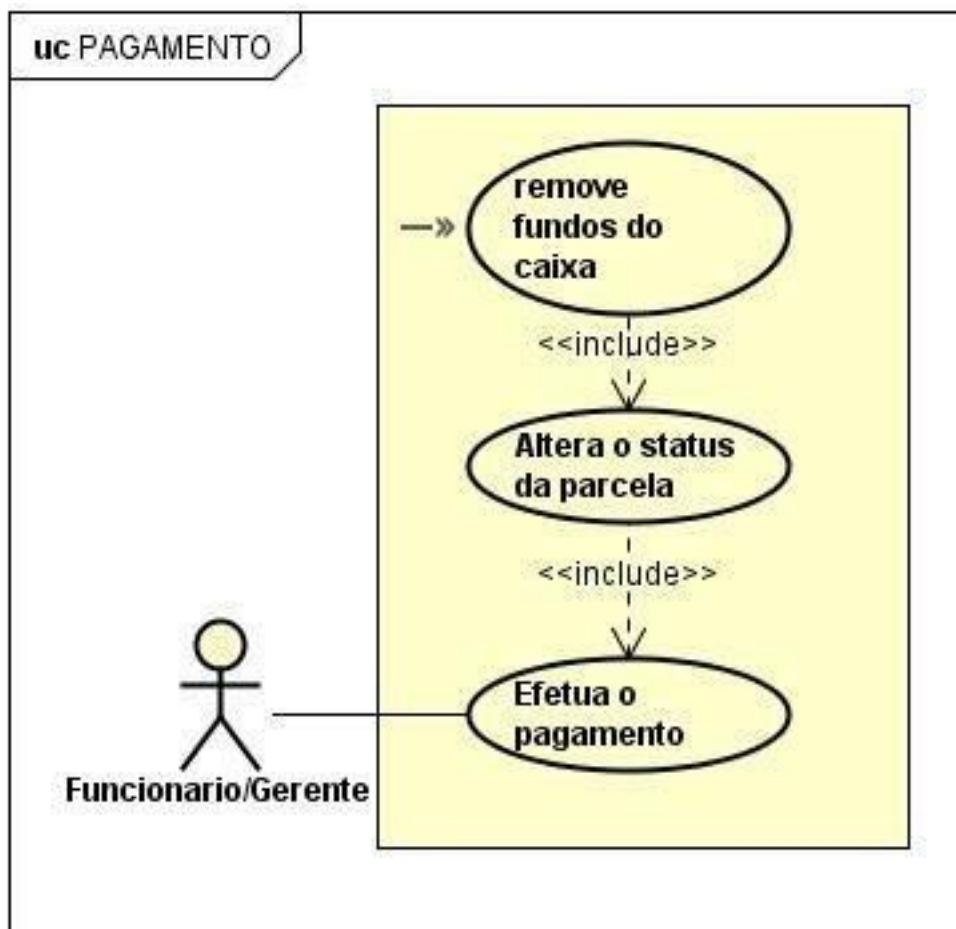 uc PAGAMENTO
remove
fundos do
caixa
<<include>>
Altera o status
da parcela
<<include>>
Efetua o
pagamento
Funcionario/Gerente